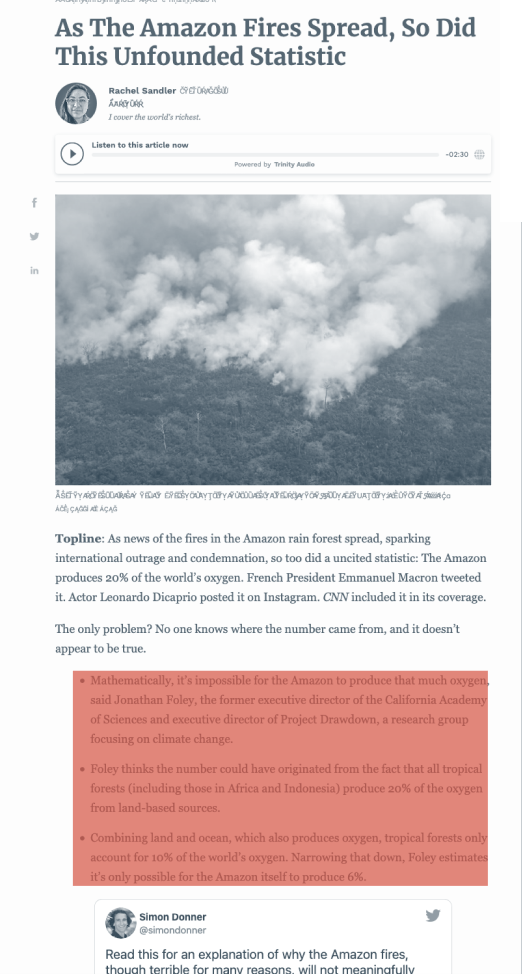 As The Amazon Fires Spread, So Did
This Unfounded Statistic
Rachel Sandler
I cover the world's richest.
Listen to this article now
-02:30
Powered by Trinity Audio
Topline: As news of the fires in the Amazon rain forest spread, sparking
international outrage and condemnation, so too did a uncited statistic: The Amazon
produces 20% of the world's oxygen. French President Emmanuel Macron tweeted
it. Actor Leonardo Dicaprio posted it on Instagram. CNN included it in its coverage.
The only problem? No one knows where the number came from, and it doesn't
appear to be true.
• Mathematically, it's impossible for the Amazon to produce that much oxygen,
said Jonathan Foley, the former executive director of the California Academy
of Sciences and executive director of Project Drawdown, a research group
focusing on climate change.
• Foley thinks the number could have originated from the fact that all tropical
forests (including those in Africa and Indonesia) produce 20% of the oxygen
from land-based sources.
• Combining land and ocean, which also produces oxygen, tropical forests only
account for 10% of the world's oxygen. Narrowing that down, Foley estimates
it's only possible for the Amazon itself to produce 6%.
Simon Donner
@simondonner
Read this for an explanation of why the Amazon fires,
though terrible for many reasons, will not meaningfully